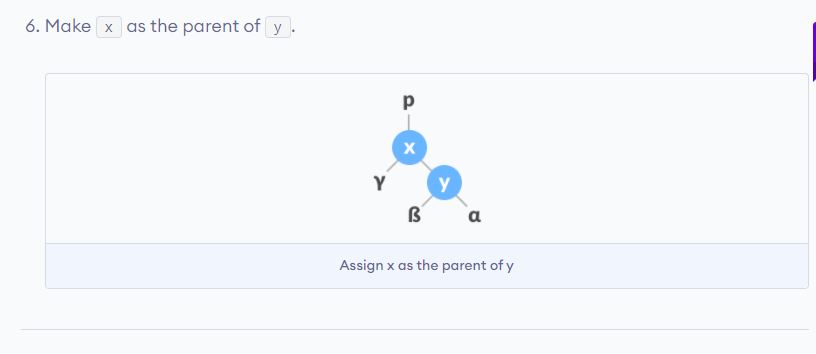 6. Make x as the parent of y.
p
x
γ
y
ß
α
Assign x as the parent of y